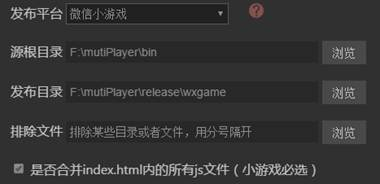 发布平台 微信小游戏 ?
源根目录 F:\mutiPlayer\bin 浏览
发布目录 F:\mutiPlayer\release\wxgame 浏览
排除文件 排除某些目录或者文件，用分号隔开 浏览
是否合并index.html内的所有js文件（小游戏必选）